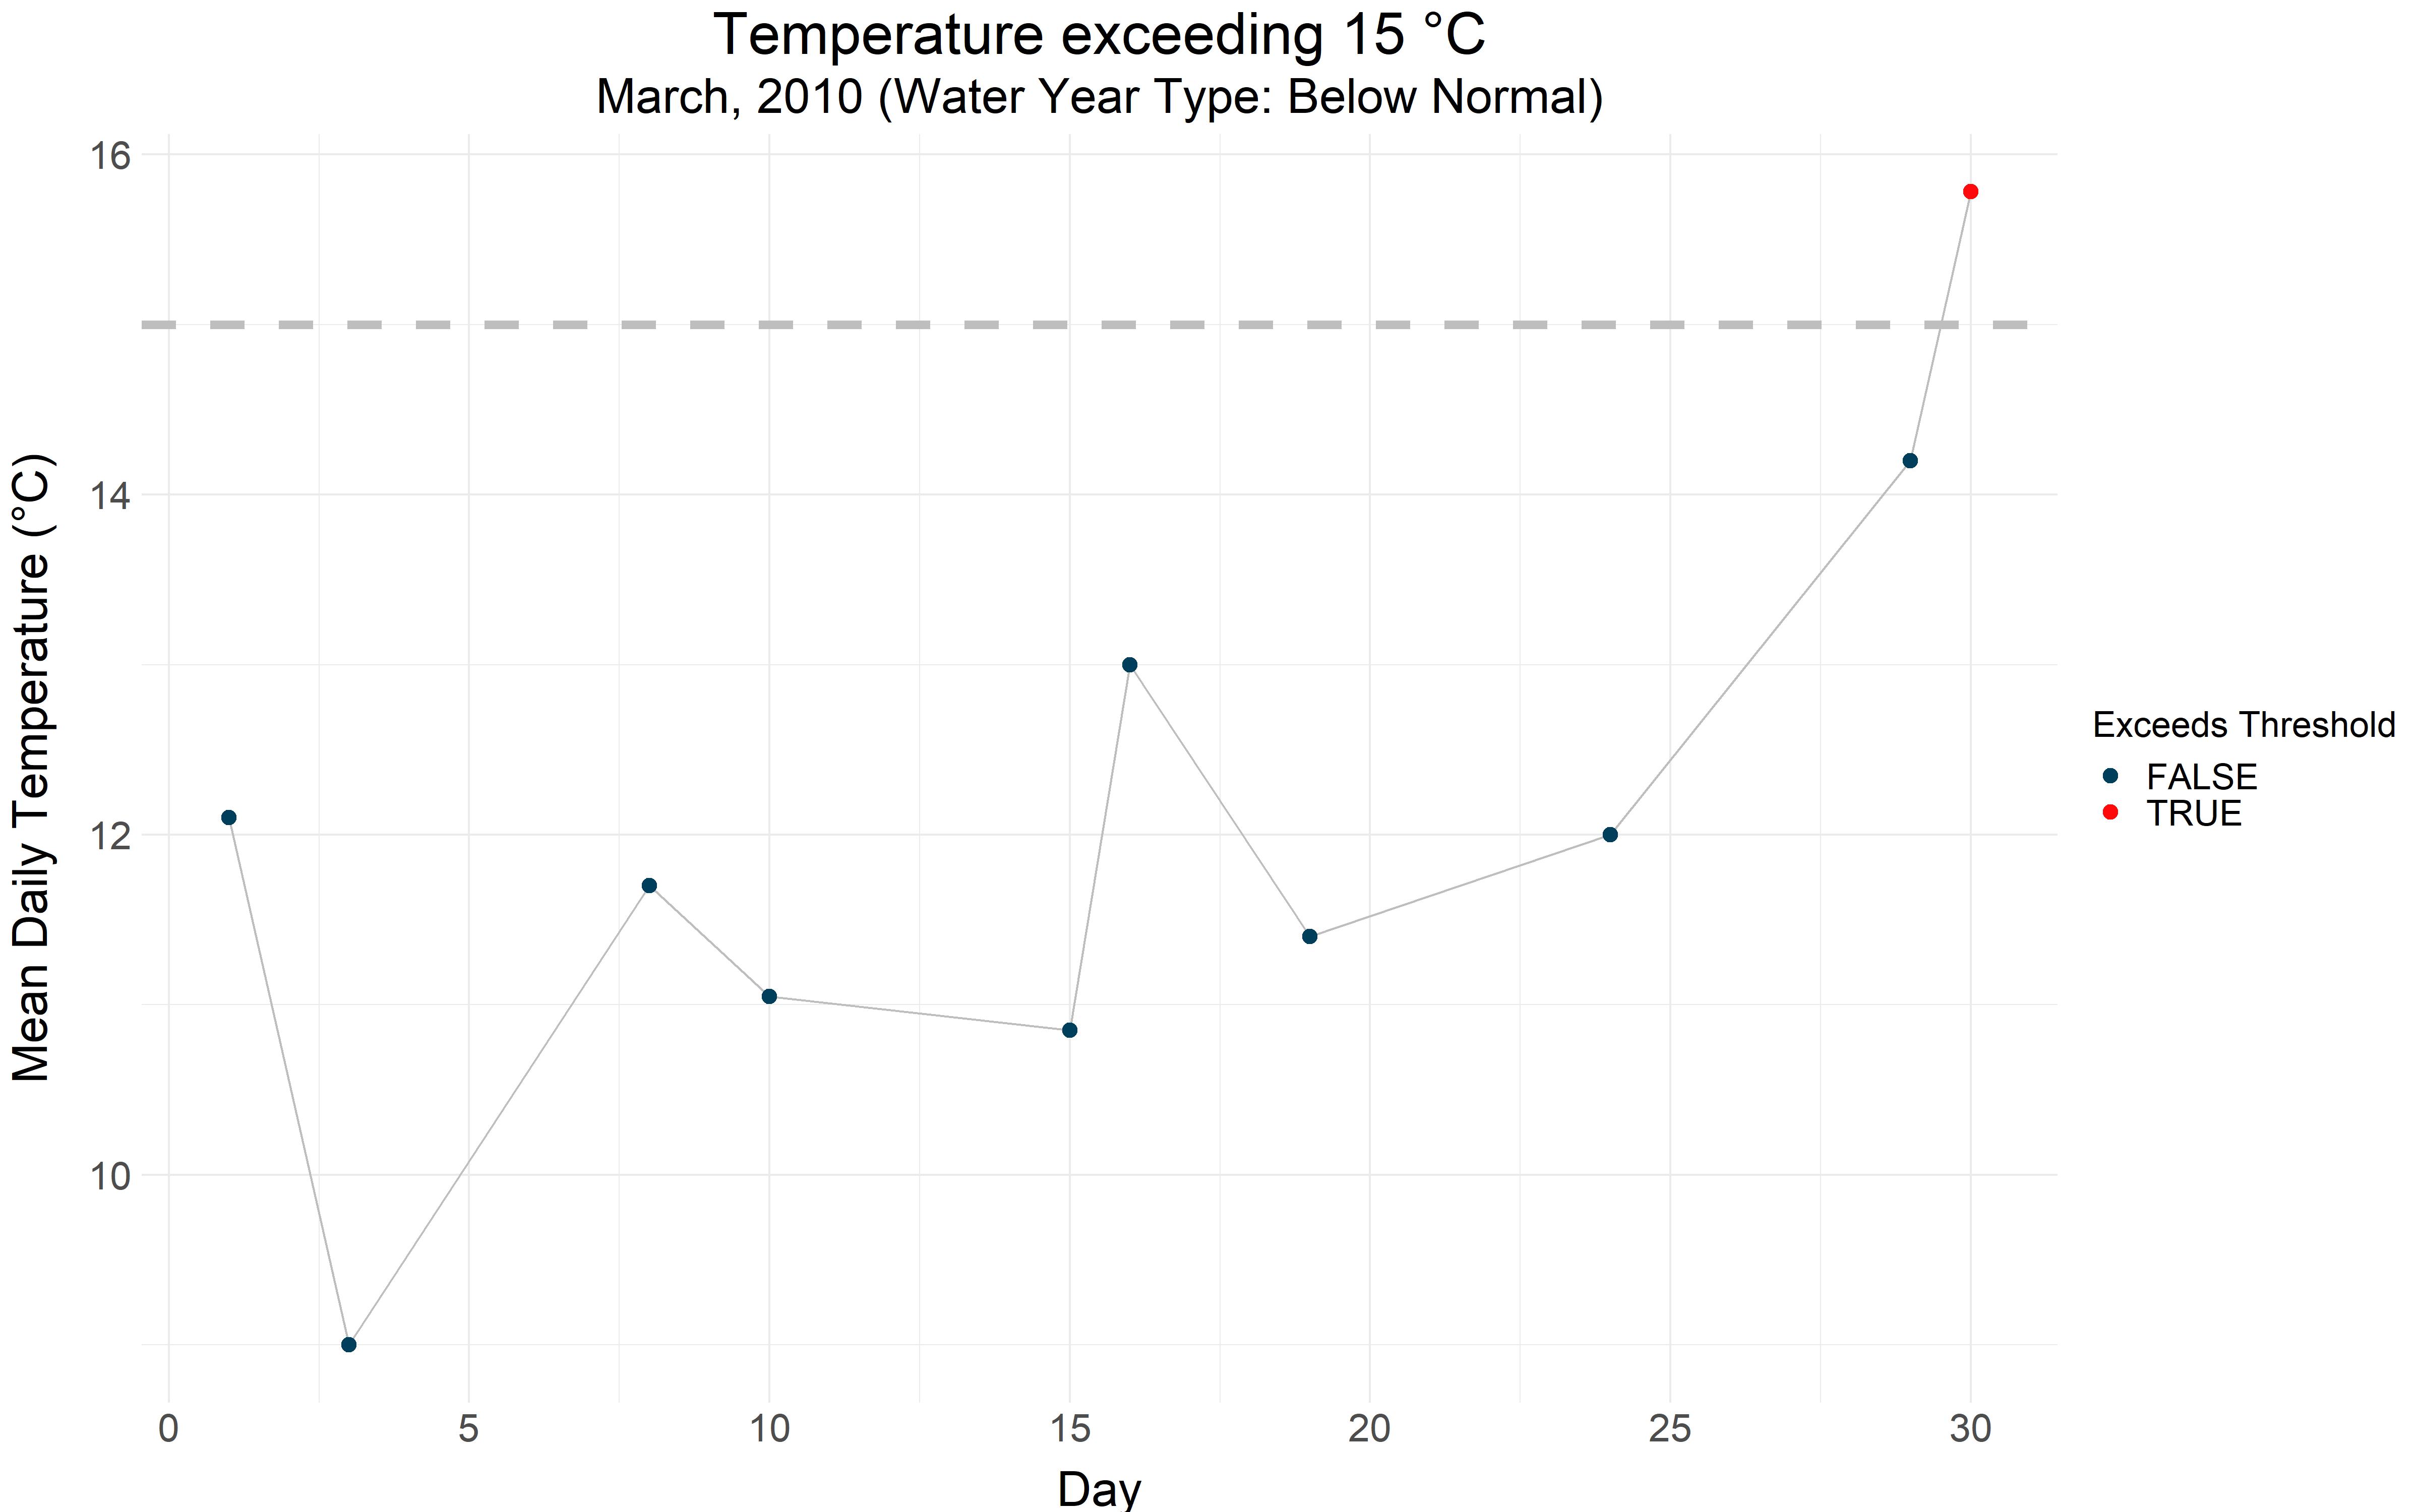 Temperature exceeding 15 °C
March, 2010 (Water Year Type: Below Normal)
Mean Daily Temperature (°C)
16
14
12
10
0 5 10 15 20 25 30
Day
Exceeds Threshold
FALSE
TRUE